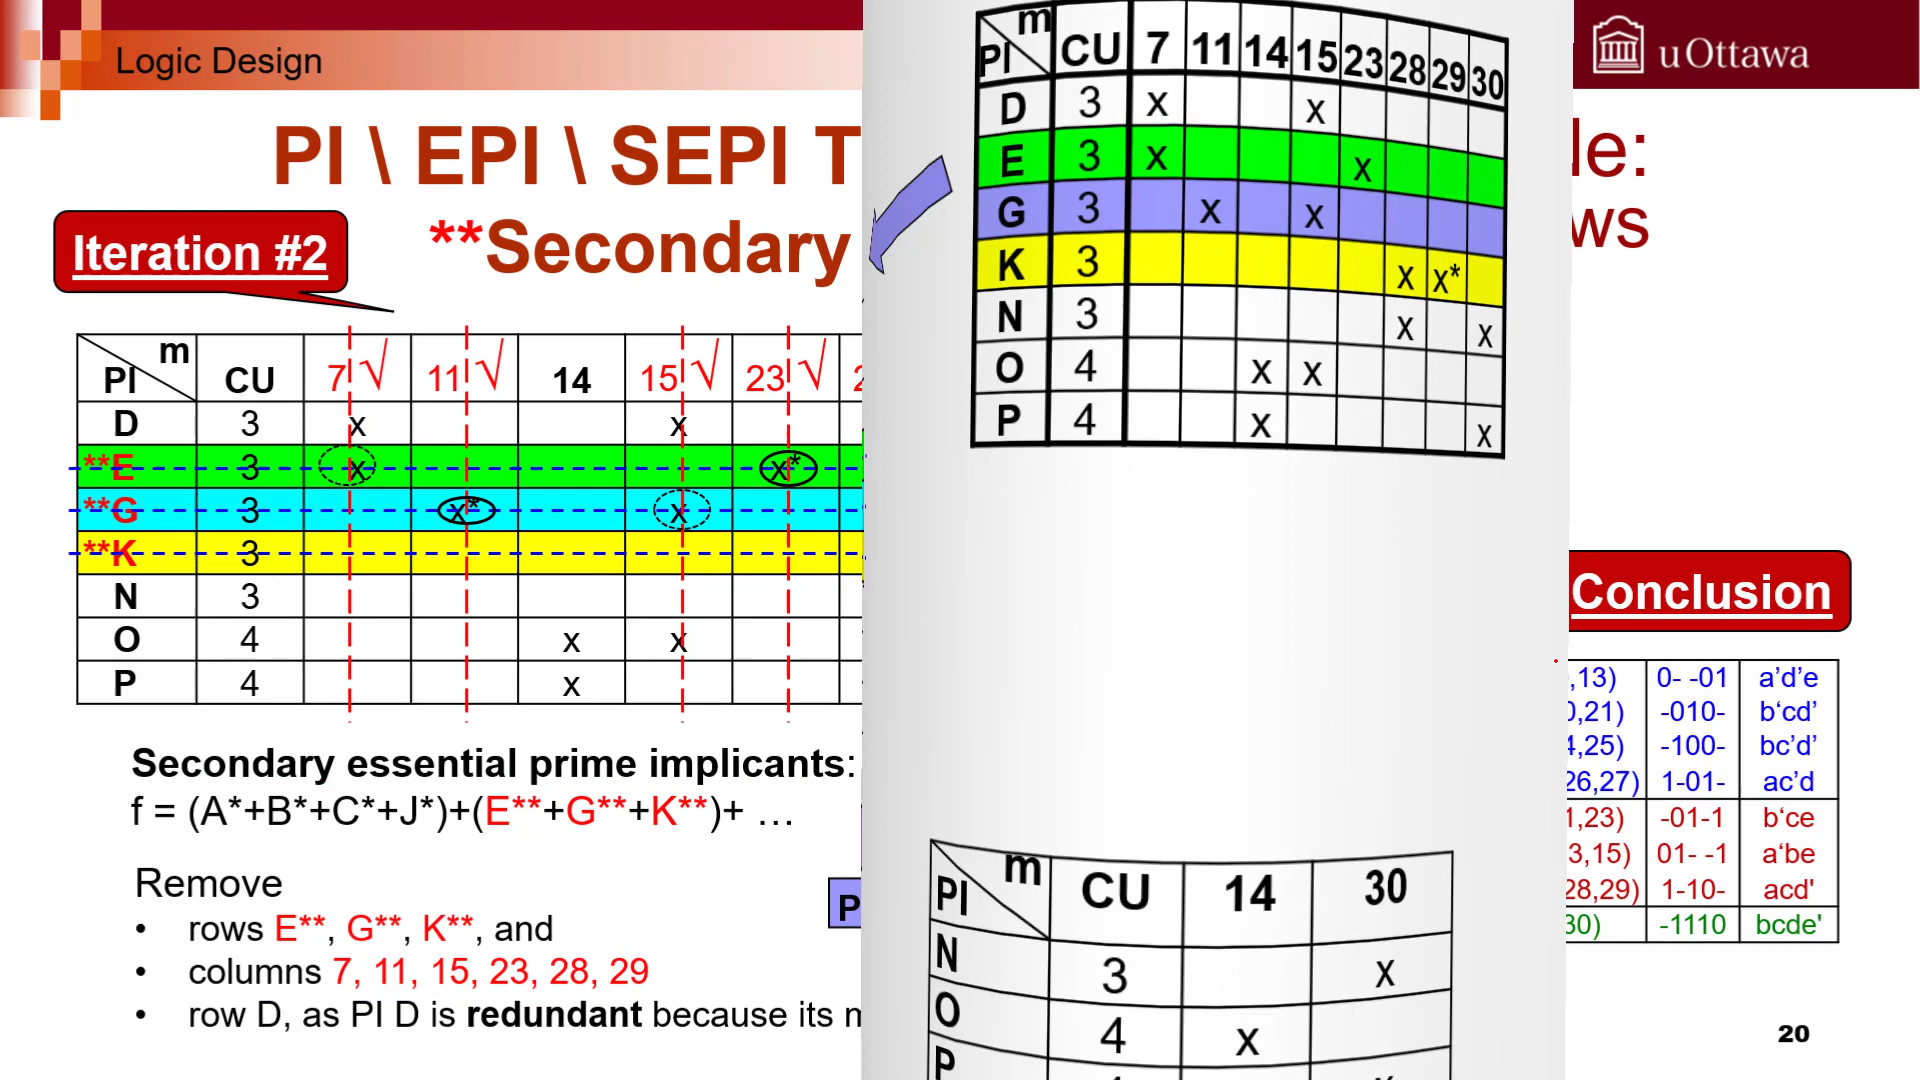 Logic Design
uOttawa
PI \ EPI \ SEPI T
le:
**Secondary
ws
Iteration #2
m
PI CU 7 √ 11 √ 14 15 √ 23 √
D 3 x x
**E 3 x x*
**G 3 x* x
**K 3
N 3
O 4 x x
P 4 x
Secondary essential prime implicants:
f = (A*+B*+C*+J*)+(E**+G**+K**)+ …
Remove
• rows E**, G**, K**, and
• columns 7, 11, 15, 23, 28, 29
• row D, as PI D is redundant because its
m
PI CU 7 11 14 15 23 28 29 30
D 3 x x
E 3 x x
G 3 x x
K 3 x x*
N 3 x x
O 4 x x
P 4 x x
P
m
PI CU 14 30
N 3 x
O 4 x
P
Conclusion
,13) 0- -01 a’d’e
0,21) -010- b‘cd’
4,25) -100- bc’d’
26,27) 1-01- ac’d
1,23) -01-1 b‘ce
3,15) 01- -1 a‘be
28,29) 1-10- acd'
30) -1110 bcde'
20